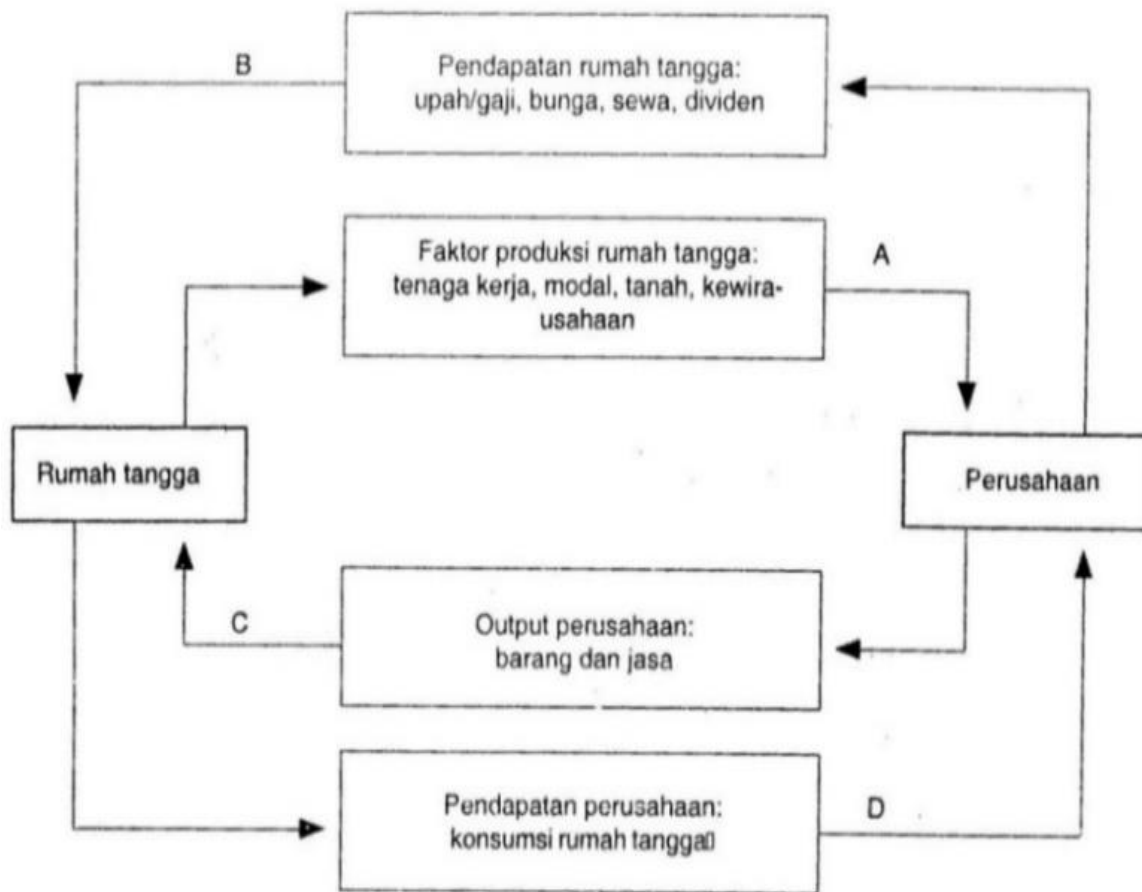 B
Pendapatan rumah tangga:
upah/gaji, bunga, sewa, dividen
Faktor produksi rumah tangga:
tenaga kerja, modal, tanah, kewira-
usahaan
A
Rumah tangga
Perusahaan
C
Output perusahaan:
barang dan jasa
Pendapatan perusahaan:
konsumsi rumah tangga▯
D